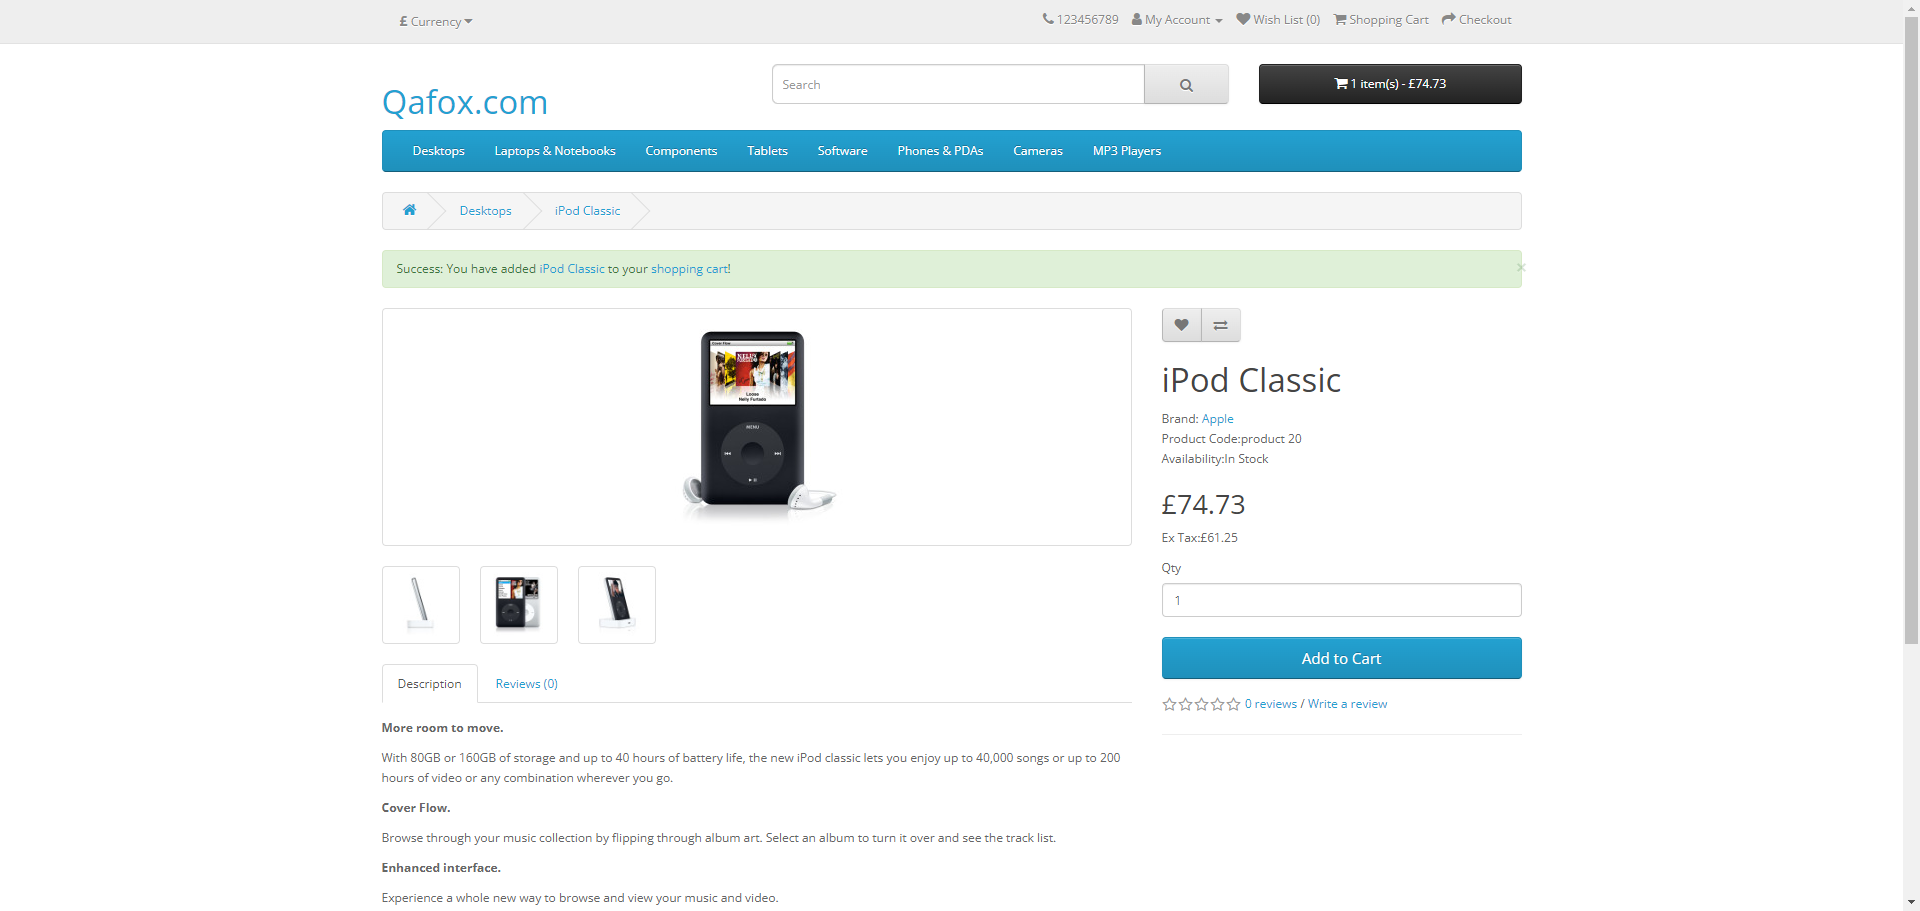 £ Currency
123456789 My Account Wish List (0) Shopping Cart Checkout
Qafox.com
Search
1 item(s) - £74.73
Desktops Laptops & Notebooks Components Tablets Software Phones & PDAs Cameras MP3 Players
Desktops iPod Classic
Success: You have added iPod Classic to your shopping cart!
×
Cover Flow
Loose
Nelly Furtado
MENU
iPod Classic
Brand: Apple
Product Code:product 20
Availability:In Stock
£74.73
Ex Tax:£61.25
Qty
1
Add to Cart
0 reviews / Write a review
Description Reviews (0)
More room to move.
With 80GB or 160GB of storage and up to 40 hours of battery life, the new iPod classic lets you enjoy up to 40,000 songs or up to 200
hours of video or any combination wherever you go.
Cover Flow.
Browse through your music collection by flipping through album art. Select an album to turn it over and see the track list.
Enhanced interface.
Experience a whole new way to browse and view your music and video.